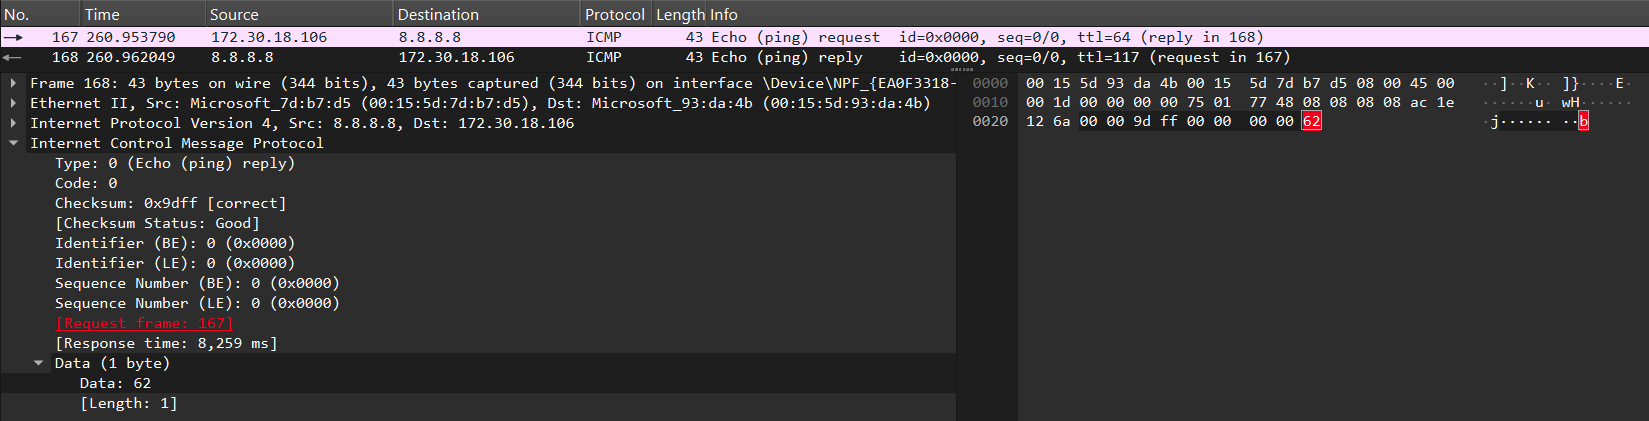 No. Time Source Destination Protocol Length Info
167 260.953790 172.30.18.106 8.8.8.8 ICMP 43 Echo (ping) request id=0x0000, seq=0/0, ttl=64 (reply in 168)
168 260.962049 8.8.8.8 172.30.18.106 ICMP 43 Echo (ping) reply id=0x0000, seq=0/0, ttl=117 (request in 167)
Frame 168: 43 bytes on wire (344 bits), 43 bytes captured (344 bits) on interface \Device\NPF_{EA0F3318-
Ethernet II, Src: Microsoft_7d:b7:d5 (00:15:5d:7d:b7:d5), Dst: Microsoft_93:da:4b (00:15:5d:93:da:4b)
Internet Protocol Version 4, Src: 8.8.8.8, Dst: 172.30.18.106
Internet Control Message Protocol
Type: 0 (Echo (ping) reply)
Code: 0
Checksum: 0x9dff [correct]
[Checksum Status: Good]
Identifier (BE): 0 (0x0000)
Identifier (LE): 0 (0x0000)
Sequence Number (BE): 0 (0x0000)
Sequence Number (LE): 0 (0x0000)
[Request frame: 167]
[Response time: 8,259 ms]
Data (1 byte)
Data: 62
[Length: 1]
0000 00 15 5d 93 da 4b 00 15 5d 7d b7 d5 08 00 45 00 ··]··K·· ]}····E·
0010 00 1d 00 00 00 00 75 01 77 48 08 08 08 08 ac 1e ······u· wH······
0020 12 6a 00 00 9d ff 00 00 00 00 62 ·j······ ··b